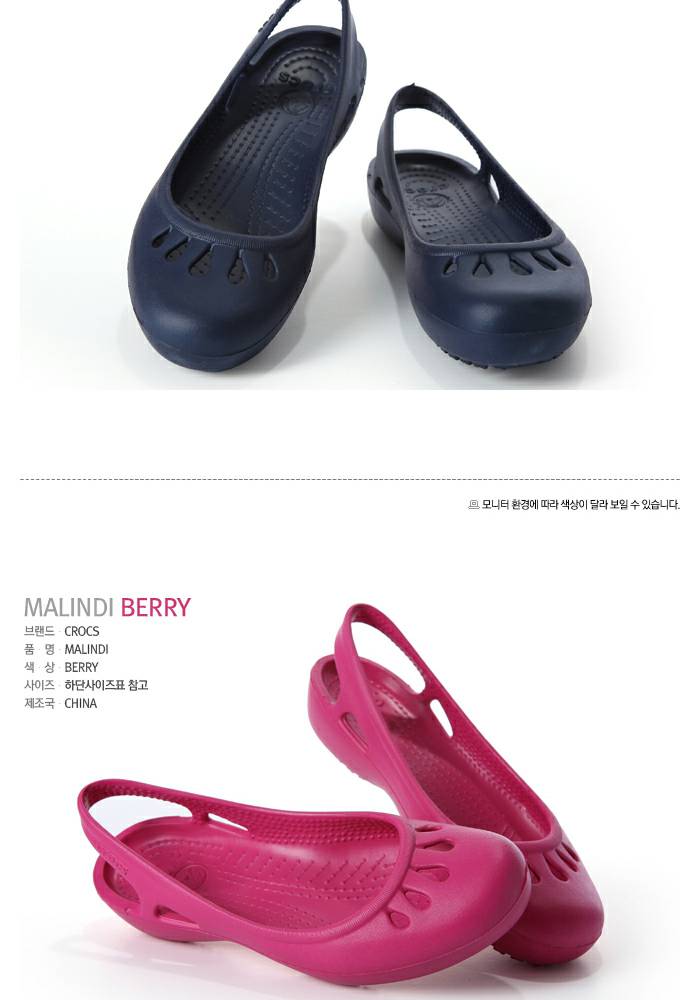 모니터 환경에 따라 색상이 달라 보일 수 있습니다.
MALINDI BERRY
브랜드 · CROCS
품 · 명 · MALINDI
색 · 상 · BERRY
사이즈 · 하단사이즈표 참고
제조국 · CHINA